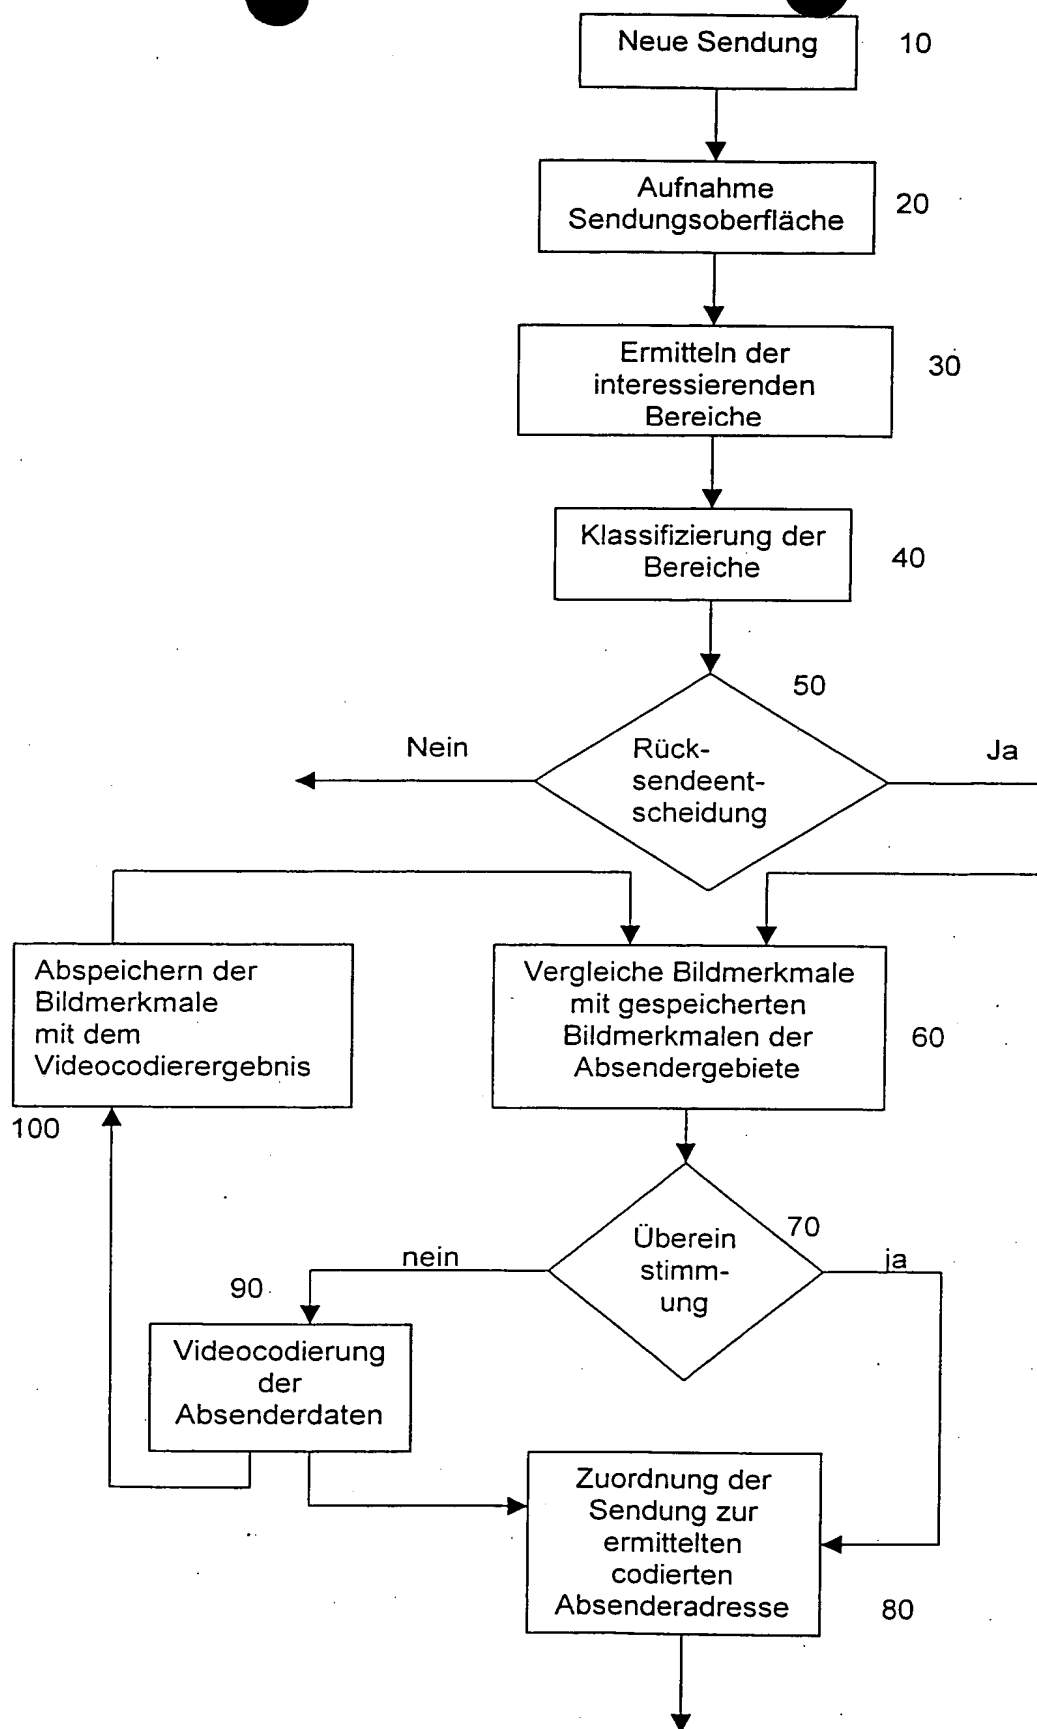 Neue Sendung
10
Aufnahme
Sendungsoberfläche
20
Ermitteln der
interessierenden
Bereiche
30
Klassifizierung der
Bereiche
40
50
Nein
Rück-
sendeent-
scheidung
Ja
Abspeichern der
Bildmerkmale
mit dem
Videocodierergebnis
100
Vergleiche Bildmerkmale
mit gespeicherten
Bildmerkmalen der
Absendergebiete
60
70
Überein
stimm-
ung
nein
ja
90
Videocodierung
der
Absenderdaten
Zuordnung der
Sendung zur
ermittelten
codierten
Absenderadresse
80